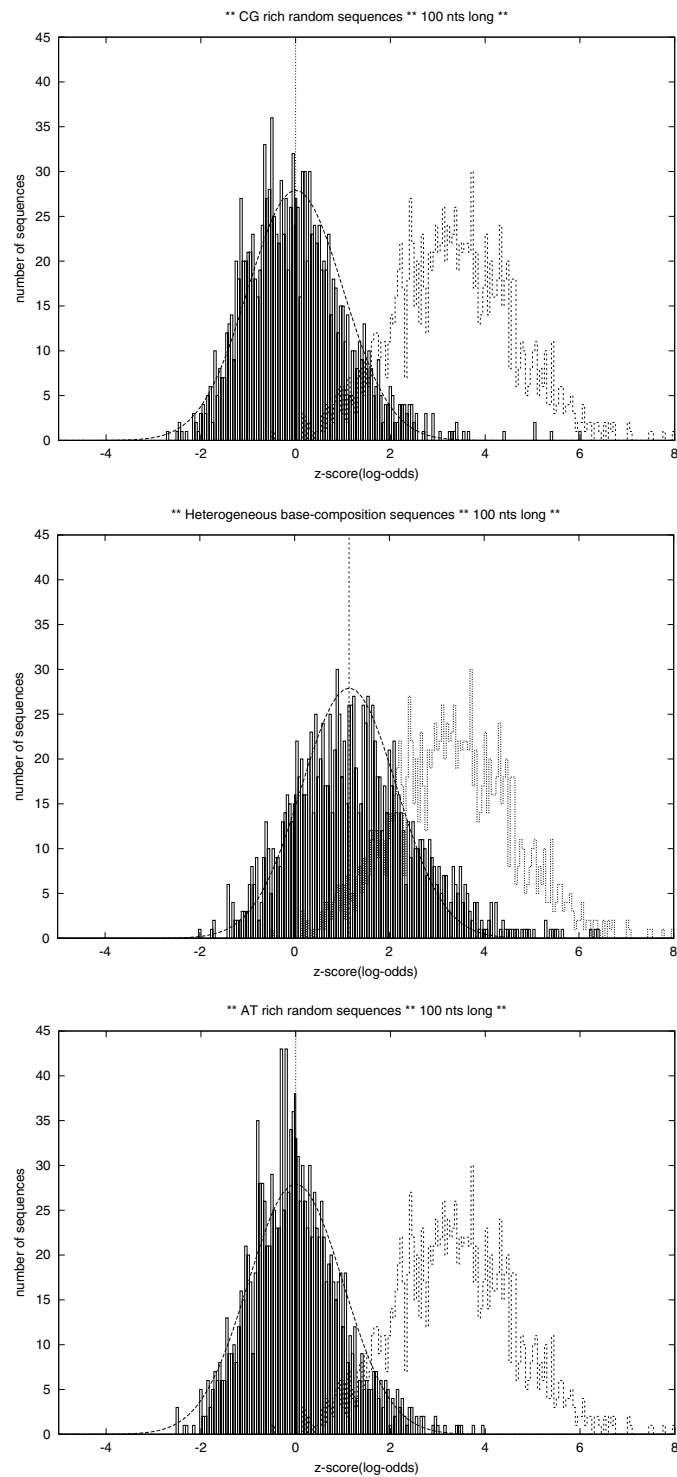 ** CG rich random sequences ** 100 nts long **
45
40
35
30
25
20
15
10
5
0
number of sequences
-4 -2 0 2 4 6 8
z-score(log-odds)
** Heterogeneous base-composition sequences ** 100 nts long **
45
40
35
30
25
20
15
10
5
0
number of sequences
-4 -2 0 2 4 6 8
z-score(log-odds)
** AT rich random sequences ** 100 nts long **
45
40
35
30
25
20
15
10
5
0
number of sequences
-4 -2 0 2 4 6 8
z-score(log-odds)